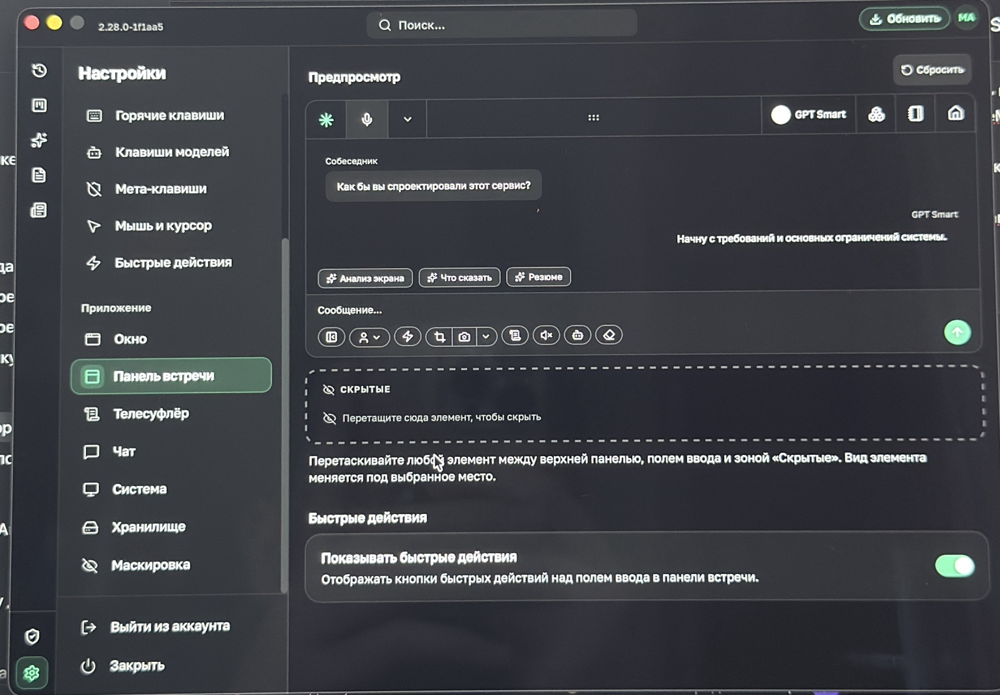 2.28.0-1f1aa5
Поиск...
Обновить
MA
Настройки
Горячие клавиши
Клавиши моделей
Мета-клавиши
Мышь и курсор
Быстрые действия
Приложение
Окно
Панель встречи
Телесуфлёр
Чат
Система
Хранилище
Маскировка
Выйти из аккаунта
Закрыть
Предпросмотр
Сбросить
GPT Smart
Собеседник
Как бы вы спроектировали этот сервис?
GPT Smart
Начну с требований и основных ограничений системы.
Анализ экрана
Что сказать
Резюме
Сообщение...
СКРЫТЫЕ
Перетащите сюда элемент, чтобы скрыть
Перетаскивайте любой элемент между верхней панелью, полем ввода и зоной «Скрытые». Вид элемента
меняется под выбранное место.
Быстрые действия
Показывать быстрые действия
Отображать кнопки быстрых действий над полем ввода в панели встречи.